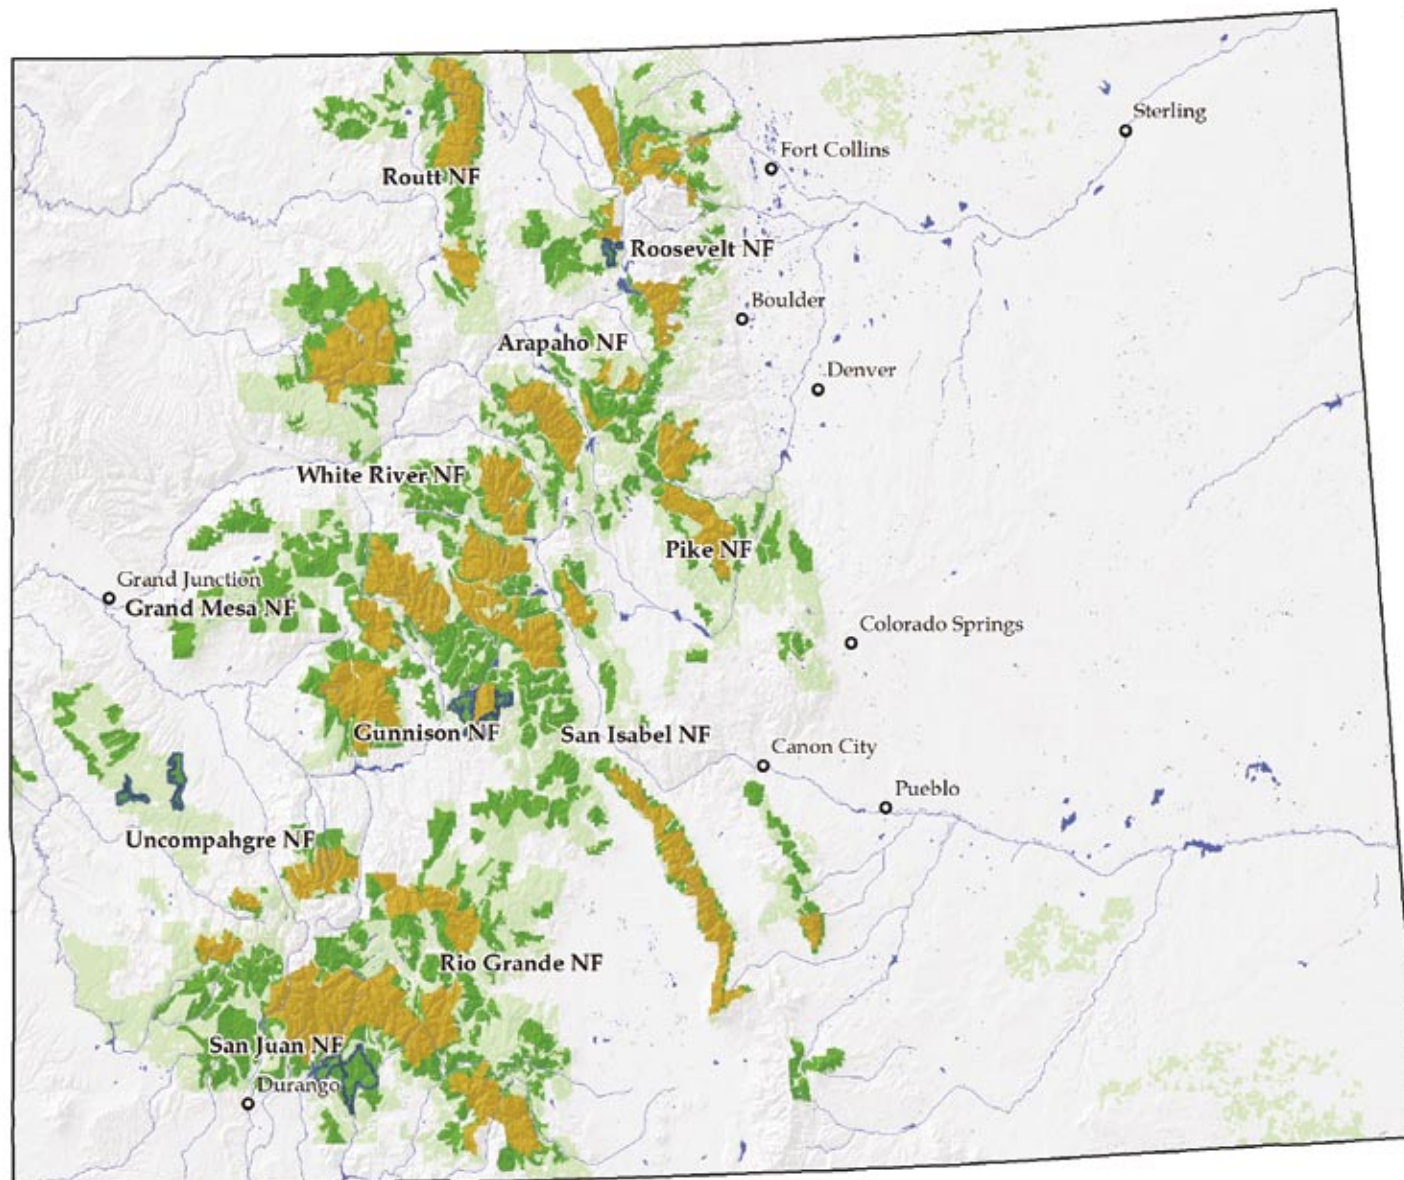 Sterling
Fort Collins
Routt NF
Roosevelt NF
Boulder
Arapaho NF
Denver
White River NF
Pike NF
Grand Junction
Grand Mesa NF
Colorado Springs
Gunnison NF
San Isabel NF
Canon City
Pueblo
Uncompahgre NF
Rio Grande NF
San Juan NF
Durango